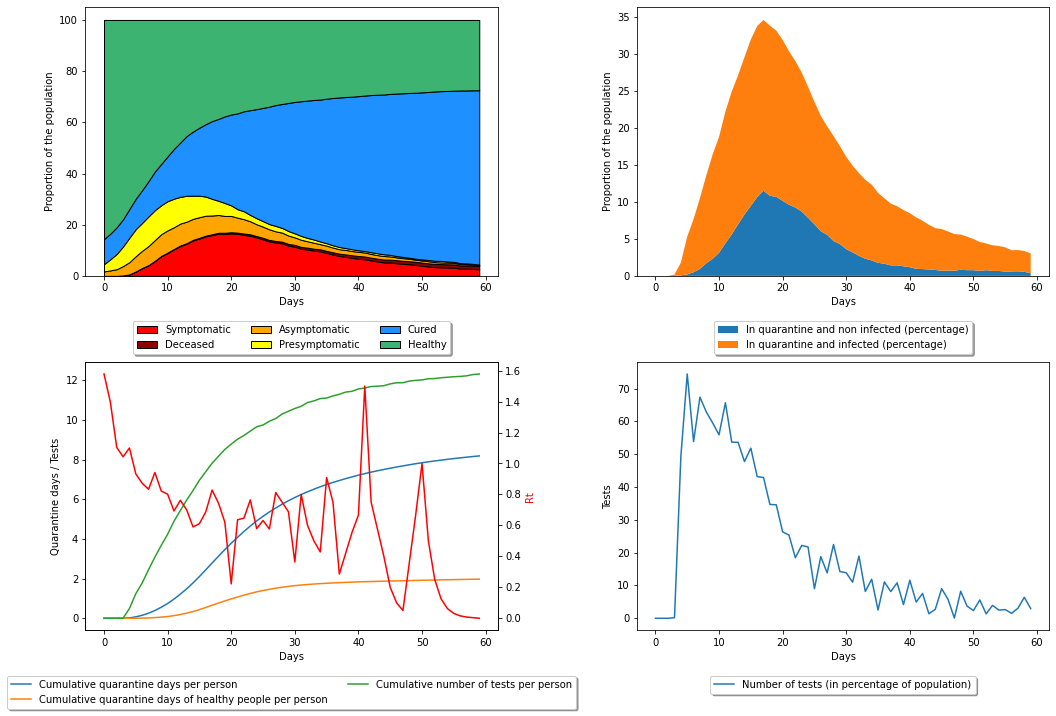 100
80
60
40
20
0
Proportion of the population
0 10 20 30 40 50 60
Days
Symptomatic Asymptomatic Cured
Deceased Presymptomatic Healthy
35
30
25
20
15
10
5
0
Proportion of the population
0 10 20 30 40 50 60
Days
In quarantine and non infected (percentage)
In quarantine and infected (percentage)
12
10
8
6
4
2
0
Quarantine days / Tests
1.6
1.4
1.2
1.0
0.8
0.6
0.4
0.2
0.0
Rt
0 10 20 30 40 50 60
Days
Cumulative quarantine days per person Cumulative number of tests per person
Cumulative quarantine days of healthy people per person
70
60
50
40
30
20
10
0
Tests
0 10 20 30 40 50 60
Days
Number of tests (in percentage of population)